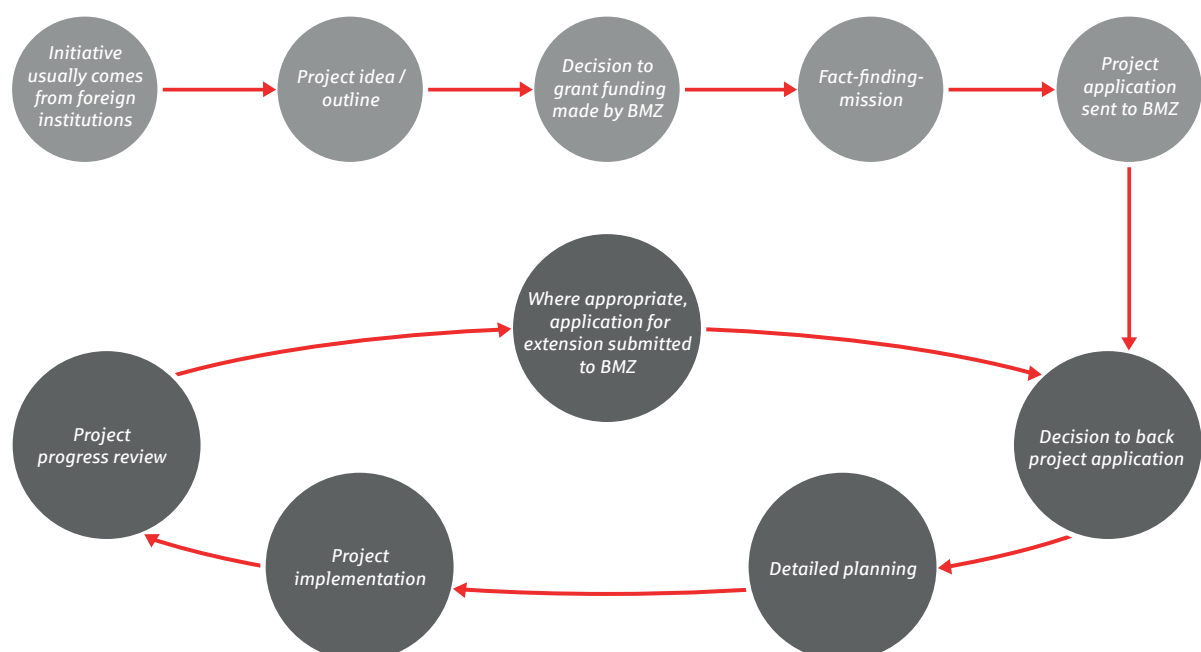 Initiative
usually comes
from foreign
institutions
Project idea /
outline
Decision to
grant funding
made by BMZ
Fact-finding-
mission
Project
application
sent to BMZ
Where appropriate,
application for
extension submitted
to BMZ
Decision to back
project application
Project
progress review
Project
implementation
Detailed planning